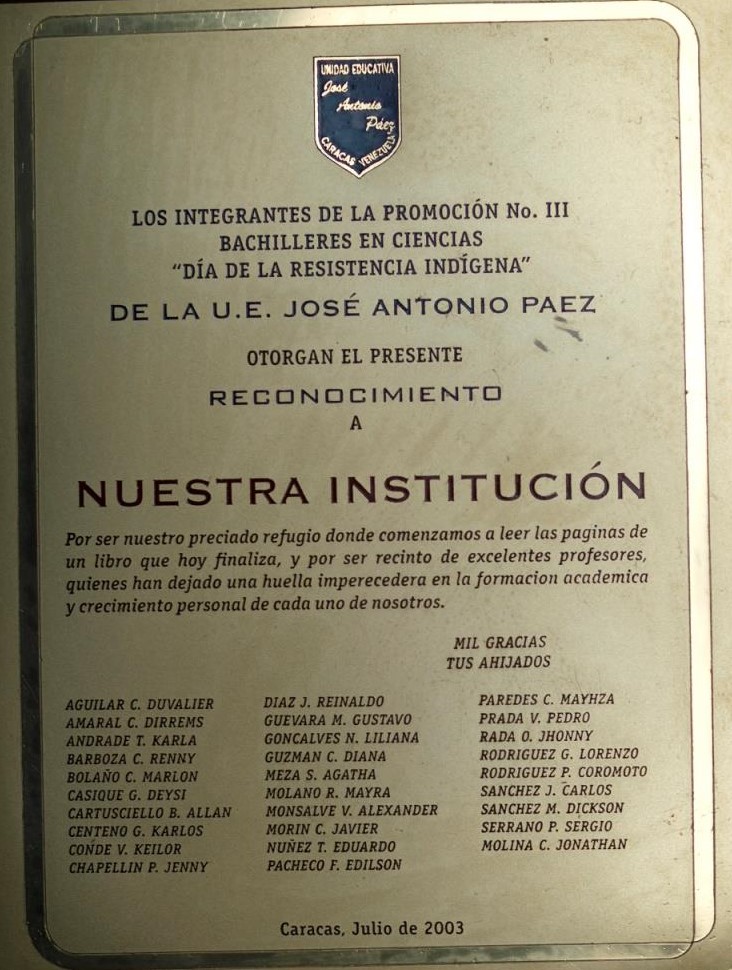 UNIDAD EDUCATIVA
José
Antonio
Páez
CARACAS VENEZUELA
LOS INTEGRANTES DE LA PROMOCIÓN No. III
BACHILLERES EN CIENCIAS
“DÍA DE LA RESISTENCIA INDÍGENA”
DE LA U.E. JOSÉ ANTONIO PAEZ
OTORGAN EL PRESENTE
RECONOCIMIENTO
A
NUESTRA INSTITUCIÓN
Por ser nuestro preciado refugio donde comenzamos a leer las paginas de
un libro que hoy finaliza, y por ser recinto de excelentes profesores,
quienes han dejado una huella imperecedera en la formacion academica
y crecimiento personal de cada uno de nosotros.
MIL GRACIAS
TUS AHIJADOS
AGUILAR C. DUVALIER
AMARAL C. DIRREMS
ANDRADE T. KARLA
BARBOZA C. RENNY
BOLAÑO C. MARLON
CASIQUE G. DEYSI
CARTUSCIELLO B. ALLAN
CENTENO G. KARLOS
CONDE V. KEILOR
CHAPELLIN P. JENNY
DIAZ J. REINALDO
GUEVARA M. GUSTAVO
GONCALVES N. LILIANA
GUZMAN C. DIANA
MEZA S. AGATHA
MOLANO R. MAYRA
MONSALVE V. ALEXANDER
MORIN C. JAVIER
NUÑEZ T. EDUARDO
PACHECO F. EDILSON
PAREDES C. MAYHZA
PRADA V. PEDRO
RADA O. JHONNY
RODRIGUEZ G. LORENZO
RODRIGUEZ P. COROMOTO
SANCHEZ J. CARLOS
SANCHEZ M. DICKSON
SERRANO P. SERGIO
MOLINA C. JONATHAN
Caracas, Julio de 2003